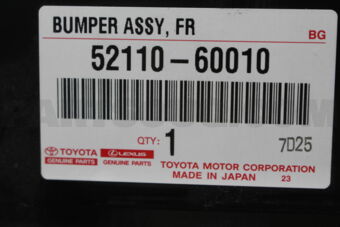 BUMPER ASSY, FR
BG
52110-60010
QTY: 1
7D25
TOYOTA
GENUINE PARTS
LEXUS
GENUINE PARTS
TOYOTA MOTOR CORPORATION
MADE IN JAPAN 23